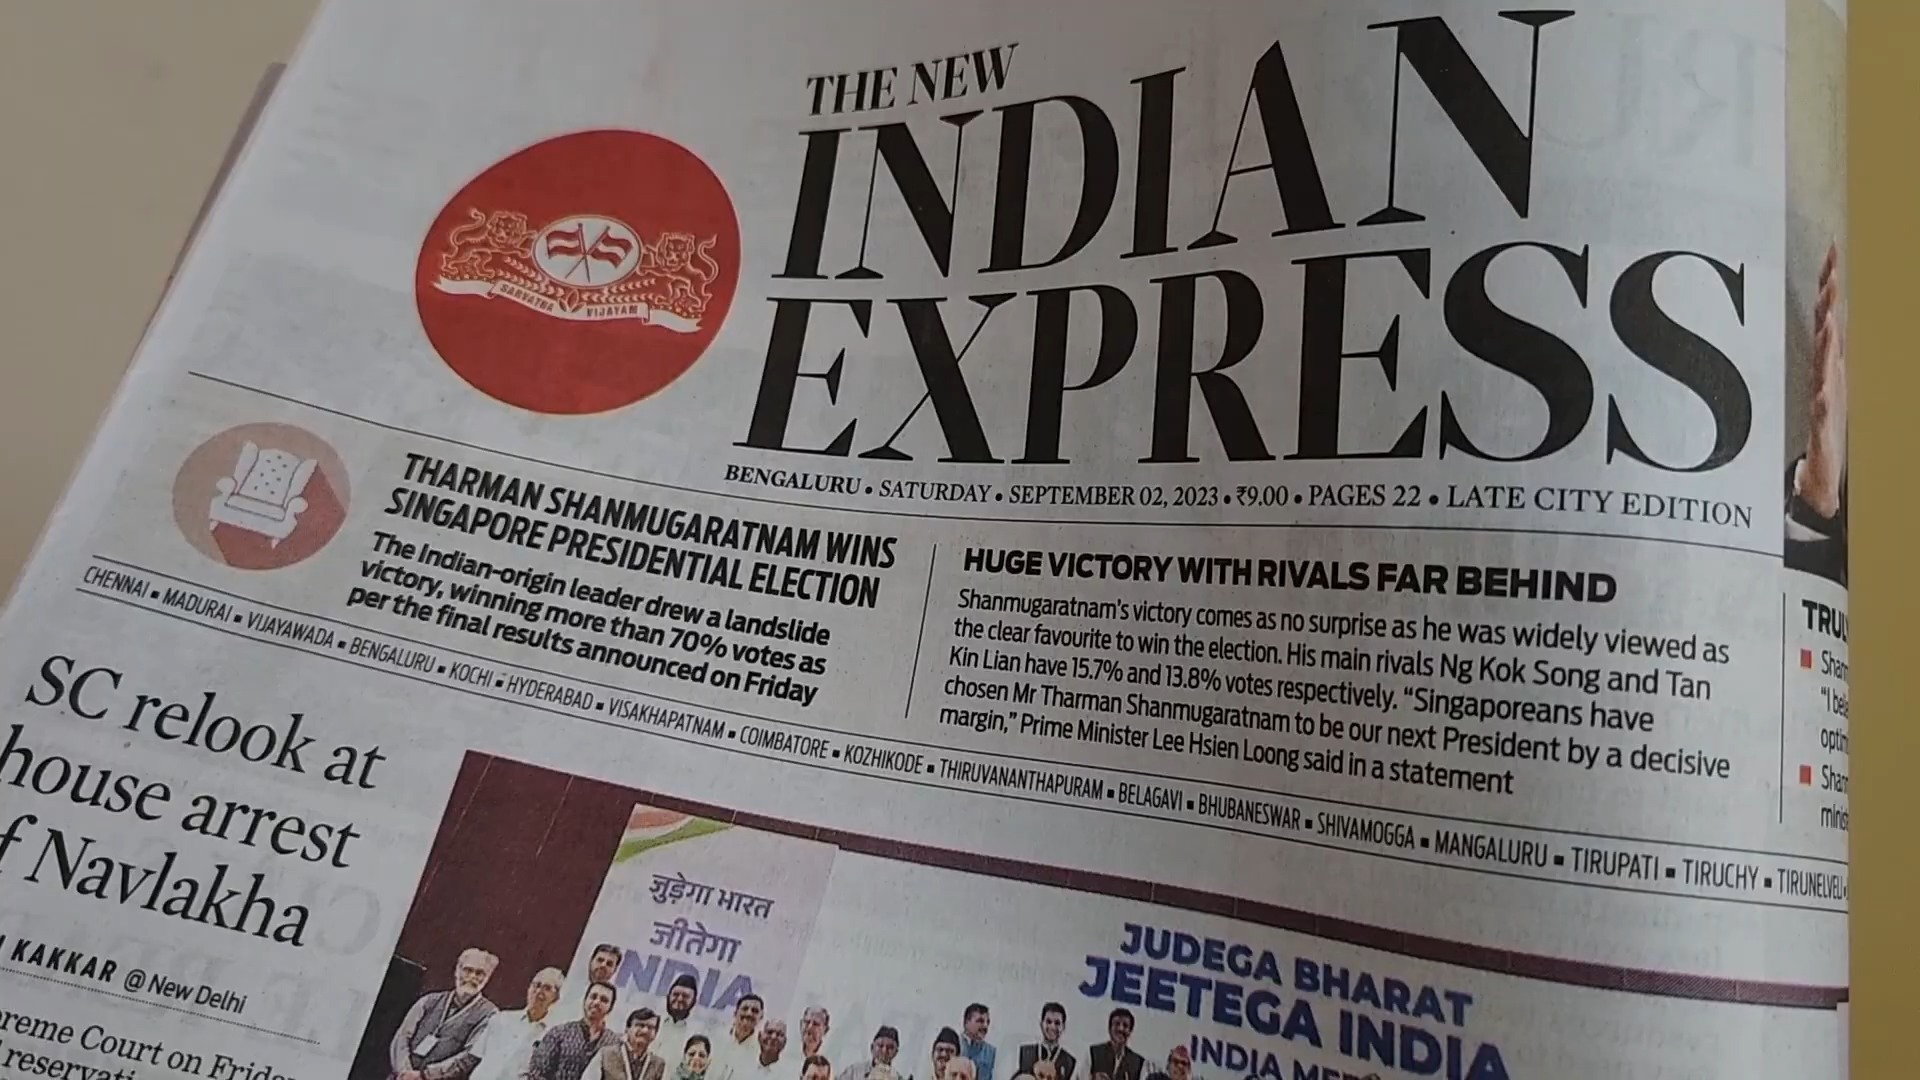 THE NEW
INDIAN
EXPRESS
SARVATRA VIJAYAM
BENGALURU • SATURDAY • SEPTEMBER 02, 2023 • ₹9.00 • PAGES 22 • LATE CITY EDITION
THARMAN SHANMUGARATNAM WINS
SINGAPORE PRESIDENTIAL ELECTION
The Indian-origin leader drew a landslide
victory, winning more than 70% votes as
per the final results announced on Friday
HUGE VICTORY WITH RIVALS FAR BEHIND
Shanmugaratnam's victory comes as no surprise as he was widely viewed as
the clear favourite to win the election. His main rivals Ng Kok Song and Tan
Kin Lian have 15.7% and 13.8% votes respectively. “Singaporeans have
chosen Mr Tharman Shanmugaratnam to be our next President by a decisive
margin,” Prime Minister Lee Hsien Loong said in a statement
CHENNAI ■ MADURAI ■ VIJAYAWADA ■ BENGALURU ■ KOCHI ■ HYDERABAD ■ VISAKHAPATNAM ■ COIMBATORE ■ KOZHIKODE ■ THIRUVANANTHAPURAM ■ BELAGAVI ■ BHUBANESWAR ■ SHIVAMOGGA ■ MANGALURU ■ TIRUPATI ■ TIRUCHY ■ TIRUNELVELI
SC relook at
house arrest
f Navlakha
KAKKAR @ New Delhi
reme Court on Frida
जुड़ेगा भारत
जीतेगा
INDIA
JUDEGA BHARAT
JEETEGA INDIA
INDIA